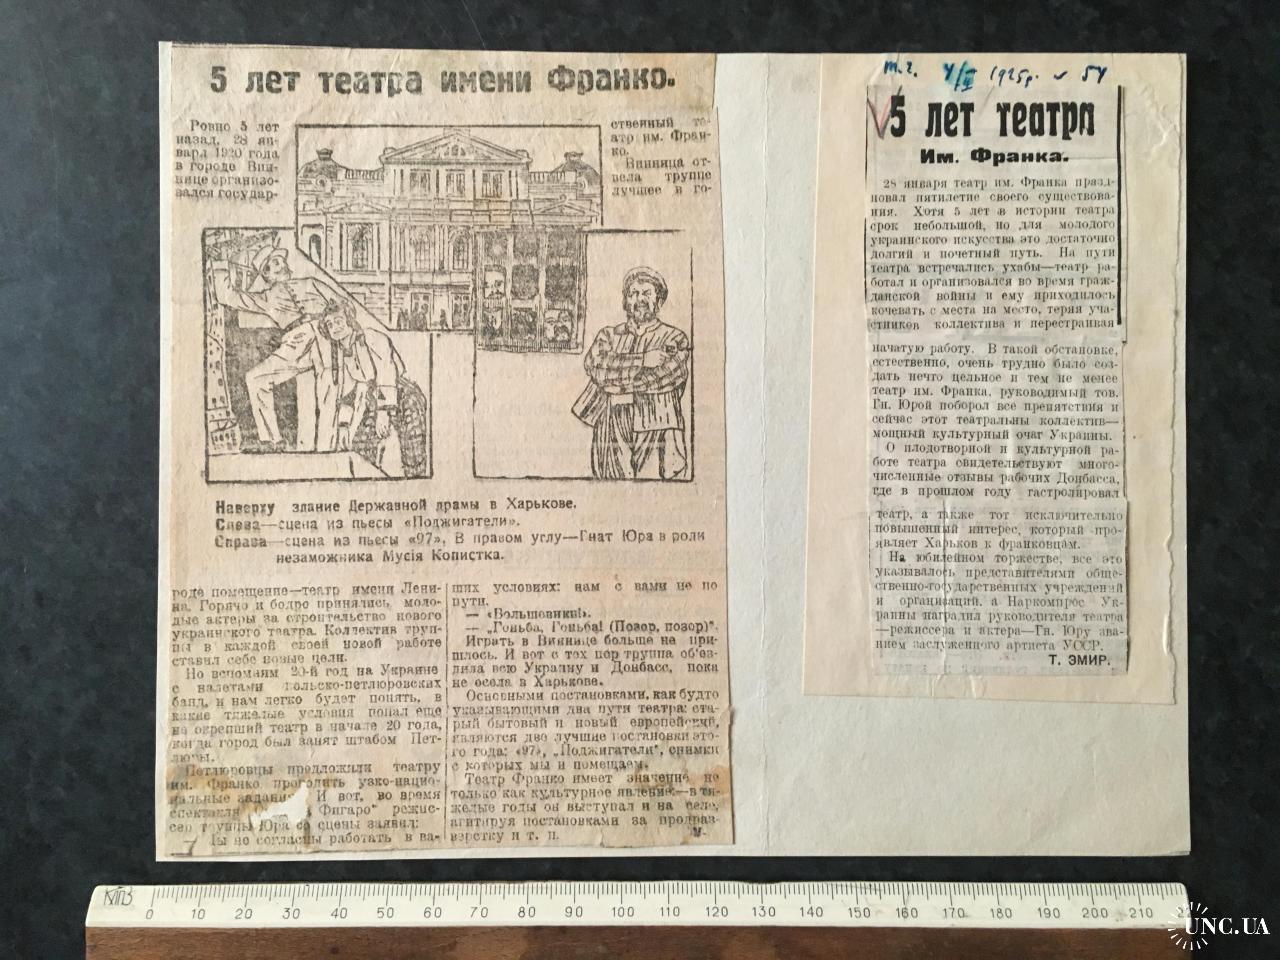 5 лет театра имени Франко.
Ровно 5 лет
назад, 28 ян-
варя 1920 года
в городе Вин-
нице организо-
вался государ-
ственный те-
атр им. Фран-
ко.
Винница от-
вела труппе
лучшее в го-
Наверху здание Державной драмы в Харькове.
Слева—сцена из пьесы «Поджигатели».
Справа—сцена из пьесы «97», В правом углу—Гнат Юра в роли
незаможника Мусія Копистка.
роде помещение—театр имени Лени-
на. Горячо и бодро принялись моло-
дые актеры за строительство нового
украинского театра. Коллектив труп-
пы в каждой своей новой работе
ставил себе новые цели.
Но вспомним 20-й год на Украине
с налетами польско-петлюровских
банд, и нам легко будет понять, в
какие тяжелые условия попал еще
не окрепший театр в начале 20 года,
когда город был занят штабом Пет-
люры.
Петлюровцы предложили театру
им. Франко проводить узко-нацио-
нальные задания. И вот, во время
спектакля Фигаро" режис-
сер труппы Юра со сцены заявил:
— Мы не согласны работать в ва-
ших условиях: нам с вами не по
пути.
— «Большевики!».
— „Гоньба, Гоньба! (Позор, позор)".
Играть в Виннице больше не при-
шлось. И вот с тех пор труппа об'ез-
дила всю Украину и Донбасс, пока
не осела в Харькове.
Основными постановками, как будто
указывающими два пути театра: ста-
рый бытовый и новый европейский,
являются две лучшие постановки это-
го года: «97», „Поджигатели", снимки
с которых мы и помещаем.
Театр Франко имеет значение не
только как культурное явление—в тя-
желые годы он выступал и на селе,
агитируя постановками за продраз-
верстку и т. п.
т.г. 4/II 1925р. 54
5 лет театра
Им. Франка.
28 января театр им. Франка празд-
новал пятилетие своего существова-
ния. Хотя 5 лет в истории театра
срок небольшой, но для молодого
украинского искусства это достаточно
долгий и почетный путь. На пути
театра встречались ухабы—театр ра-
ботал и организовался во время граж-
данской войны и ему приходилось
кочевать с места на место, теряя уча-
стников коллектива и перестраивая
начатую работу. В такой обстановке,
естественно, очень трудно было соз-
дать нечто цельное и тем не менее
театр им. Франка, руководимый тов.
Гн. Юрой поборол все препятствия и
сейчас этот театральны коллектив—
мощный культурный очаг Украины.
О плодотворной и культурной ра-
боте театра свидетельствуют много-
численные отзывы рабочих Донбасса,
где в прошлом году гастролировал
театр, а также тот исключительно
повышенный интерес, который про-
являет Харьков к франковцам.
На юбилейном торжестве, все это
указывалось представителями обще-
ственно-государственных учреждений
и организаций, а Наркомпрос Ук-
раины наградил руководителя театра
—режиссера и актера—Гн. Юру зва-
нием заслуженного артиста УССР.
Т. ЭМИР.
0 10 20 30 40 50 60 70 80 90 100 110 120 130 140 150 160 170 180 190 200 210
UNC.UA